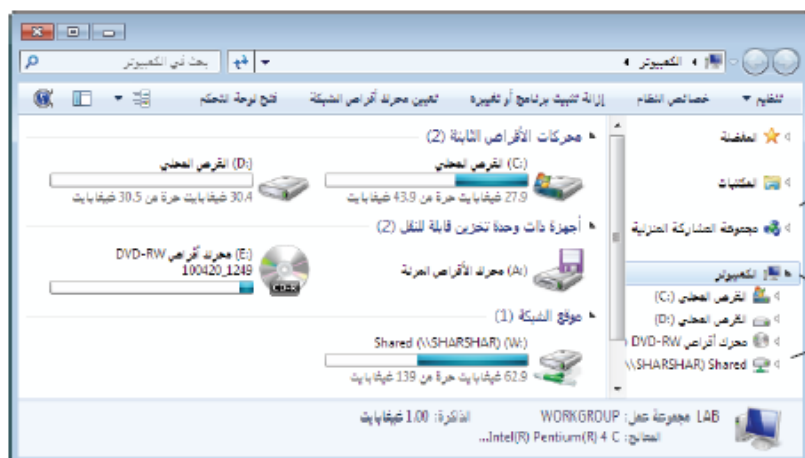 الكمبيوتر
بحث في الكمبيوتر
تنظيم
خصائص النظام
إزالة تثبيت برنامج أو تغييره
تعيين محرك أقراص الشبكة
فتح لوحة التحكم
المفضلة
المكتبات
مجموعة المشاركة المنزلية
الكمبيوتر
القرص المحلي (C:)
القرص المحلي (D:)
محرك أقراص DVD-RW
Shared (\\SHARSHAR)
محركات الأقراص الثابتة (2)
(C:) القرص المحلي
27.9 غيغابايت حرة من 43.9 غيغابايت
(D:) القرص المحلي
30.4 غيغابايت حرة من 30.5 غيغابايت
أجهزة ذات وحدة تخزين قابلة للنقل (2)
(A:) محرك الأقراص المرنة
(E:) محرك أقراص DVD-RW
100420_1249
CD-R
موقع الشبكة (1)
Shared (\\SHARSHAR) (W:)
62.9 غيغابايت حرة من 139 غيغابايت
LAB مجموعة عمل: WORKGROUP
الذاكرة: 1.00 غيغابايت
المعالج: Intel(R) Pentium(R) 4 C...